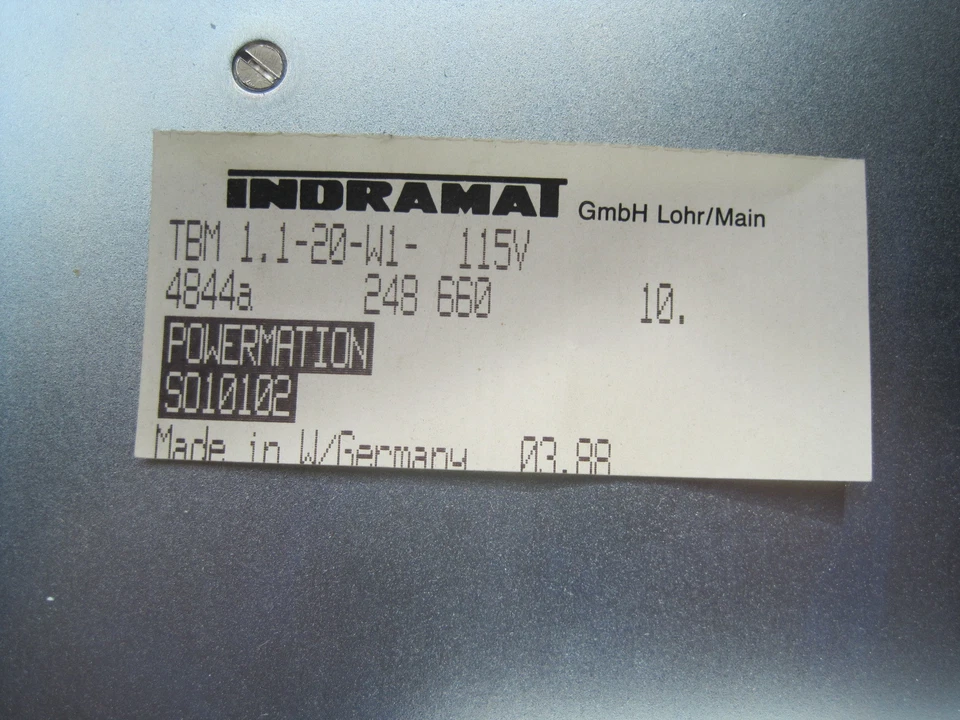 INDRAMAT GmbH Lohr/Main
TBM 1.1-20-W1- 115V
4844a 248 660 10.
POWERMATION
SO10102
Made in W/Germany 03.88